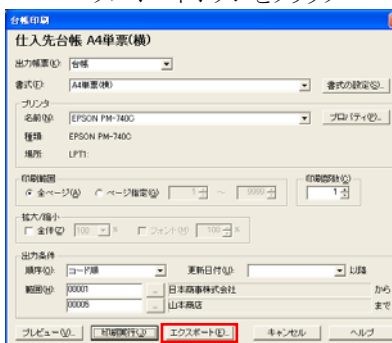 台帳印刷
仕入先台帳 A4単票(横)
出力帳票(K): 台帳
書式(F): A4単票(横) 書式の設定(S)...
プリンタ
名前(N): EPSON PM-740C プロパティ(P)...
種類: EPSON PM-740C
場所: LPT1:
印刷範囲 印刷部数(C)
全ページ(A) ページ指定(G) 1 ～ 9999 1
拡大/縮小
全体(Z) 100 % フォント(M) 100 %
出力条件
順序(O): コード順 更新日付(U): 以降
範囲(H): 00001 ... 日本商事株式会社 から
00005 ... 山本商店 まで
プレビュー(V)... 印刷実行(J) エクスポート(E)... キャンセル ヘルプ